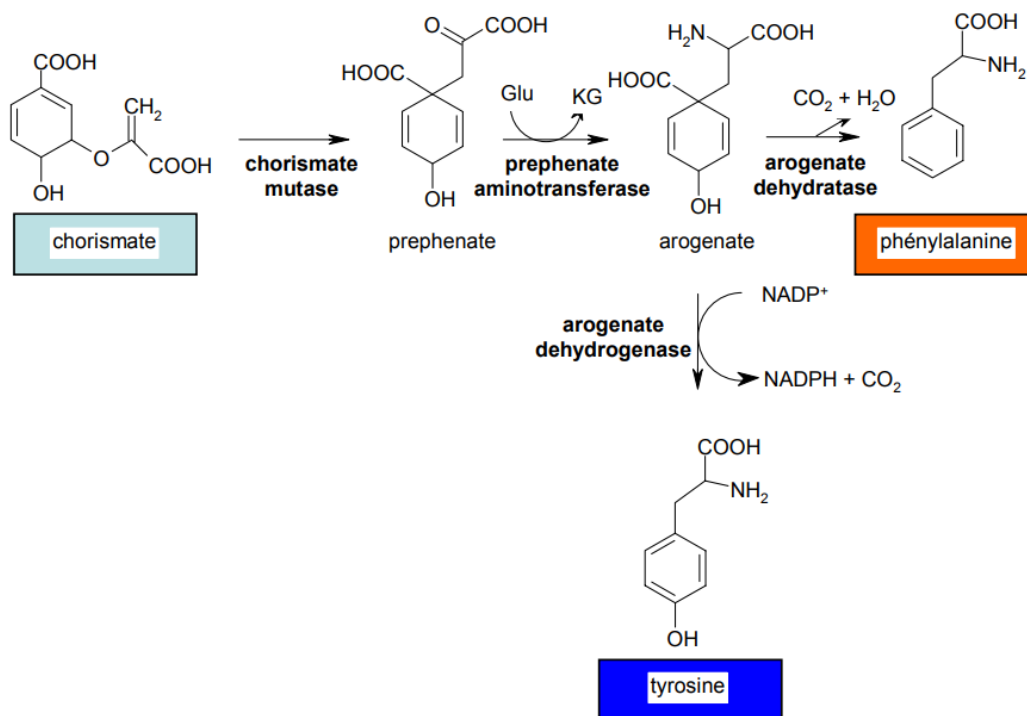 COOH
CH₂
O
COOH
OH
chorismate
chorismate
mutase
O
COOH
HOOC
OH
prephenate
Glu
KG
prephenate
aminotransferase
H₂N
COOH
HOOC
OH
arogenate
CO₂ + H₂O
arogenate
dehydratase
COOH
NH₂
phénylalanine
arogenate
dehydrogenase
NADP⁺
NADPH + CO₂
COOH
NH₂
OH
tyrosine